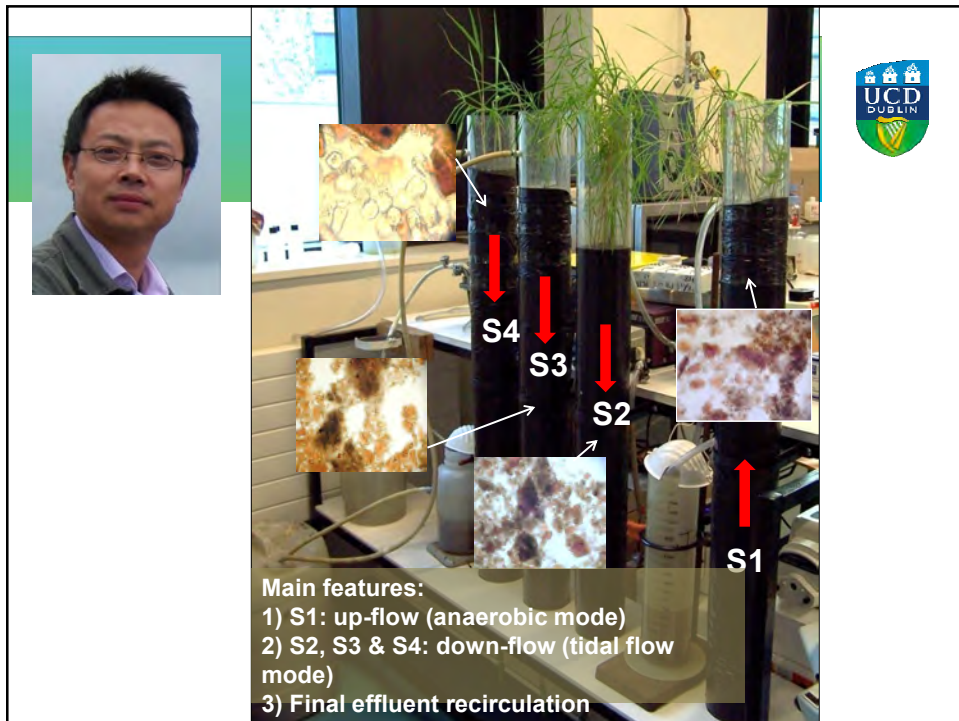 UCD
DUBLIN
S4
S3
S2
S1
Main features:
1) S1: up-flow (anaerobic mode)
2) S2, S3 & S4: down-flow (tidal flow
mode)
3) Final effluent recirculation